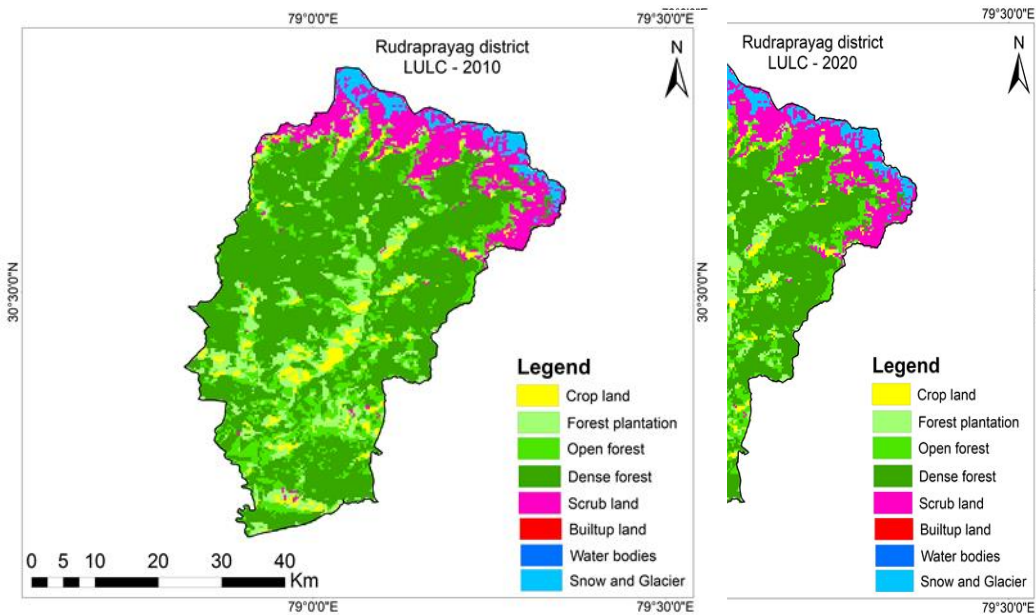 79°0'0"E
79°30'0"E
Rudraprayag district
LULC - 2010
N
30°30'0"N
30°30'0"N
Legend
Crop land
Forest plantation
Open forest
Dense forest
Scrub land
Builtup land
Water bodies
Snow and Glacier
0 5 10 20 30 40
Km
79°0'0"E
79°30'0"E
79°30'0"E
Rudraprayag district
LULC - 2020
N
30°30'0"N
Legend
Crop land
Forest plantation
Open forest
Dense forest
Scrub land
Builtup land
Water bodies
Snow and Glacier
79°30'0"E